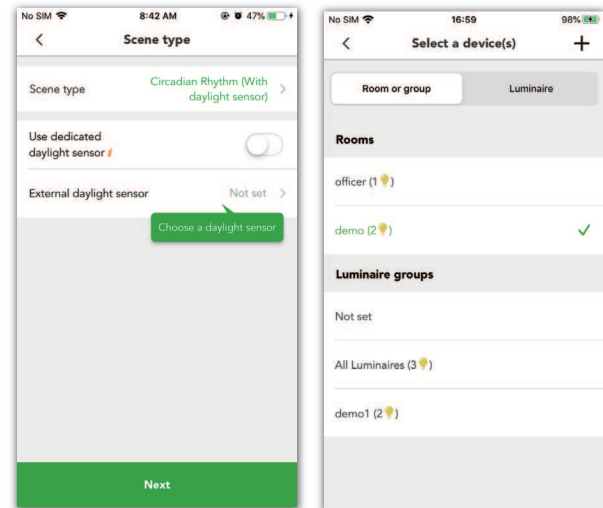 No SIM 8:42 AM 47%
Scene type
Scene type
Circadian Rhythm (With
daylight sensor)
Use dedicated
daylight sensor i
External daylight sensor Not set
Choose a daylight sensor
Next
No SIM 16:59 98%
Select a device(s) +
Room or group Luminaire
Rooms
officer (1)
demo (2)
Luminaire groups
Not set
All Luminaires (3)
demo1 (2)